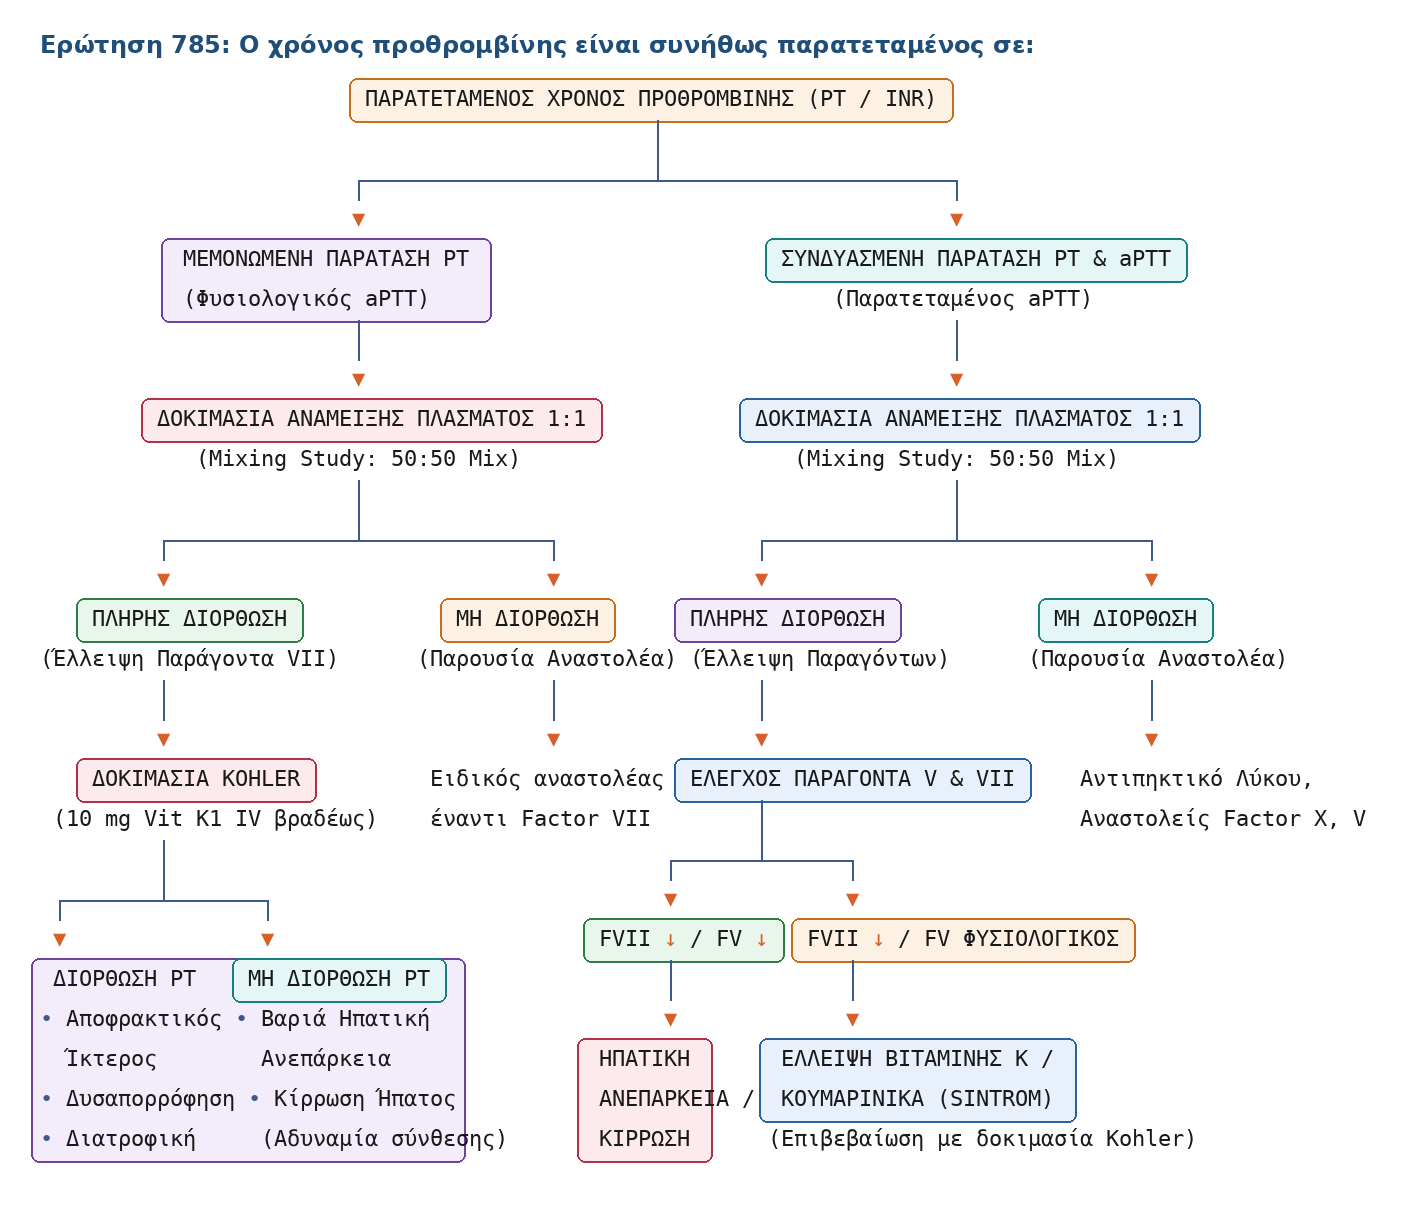 Ερώτηση 785: Ο χρόνος προθρομβίνης είναι συνήθως παρατεταμένος σε:
ΠΑΡΑΤΕΤΑΜΕΝΟΣ ΧΡΟΝΟΣ ΠΡΟΘΡΟΜΒΙΝΗΣ (PT / INR)
▼ ▼
ΜΕΜΟΝΩΜΕΝΗ ΠΑΡΑΤΑΣΗ PT ΣΥΝΔΥΑΣΜΕΝΗ ΠΑΡΑΤΑΣΗ PT & aPTT
(Φυσιολογικός aPTT) (Παρατεταμένος aPTT)
▼ ▼
ΔΟΚΙΜΑΣΙΑ ΑΝΑΜΕΙΞΗΣ ΠΛΑΣΜΑΤΟΣ 1:1 ΔΟΚΙΜΑΣΙΑ ΑΝΑΜΕΙΞΗΣ ΠΛΑΣΜΑΤΟΣ 1:1
(Mixing Study: 50:50 Mix) (Mixing Study: 50:50 Mix)
▼ ▼ ▼ ▼
ΠΛΗΡΗΣ ΔΙΟΡΘΩΣΗ ΜΗ ΔΙΟΡΘΩΣΗ ΠΛΗΡΗΣ ΔΙΟΡΘΩΣΗ ΜΗ ΔΙΟΡΘΩΣΗ
(Έλλειψη Παράγοντα VII) (Παρουσία Αναστολέα) (Έλλειψη Παραγόντων) (Παρουσία Αναστολέα)
▼ ▼ ▼ ▼
ΔΟΚΙΜΑΣΙΑ KOHLER Ειδικός αναστολέας ΕΛΕΓΧΟΣ ΠΑΡΑΓΟΝΤΑ V & VII Αντιπηκτικό Λύκου,
(10 mg Vit K1 IV βραδέως) έναντι Factor VII Αναστολείς Factor X, V
▼ ▼ ▼ ▼
FVII ↓ / FV ↓ FVII ↓ / FV ΦΥΣΙΟΛΟΓΙΚΟΣ
ΔΙΟΡΘΩΣΗ PT ΜΗ ΔΙΟΡΘΩΣΗ PT
• Αποφρακτικός • Βαριά Ηπατική ▼ ▼
Ίκτερος Ανεπάρκεια ΗΠΑΤΙΚΗ ΕΛΛΕΙΨΗ ΒΙΤΑΜΙΝΗΣ Κ /
• Δυσαπορρόφηση • Κίρρωση Ήπατος ΑΝΕΠΑΡΚΕΙΑ / ΚΟΥΜΑΡΙΝΙΚΑ (SINTROM)
• Διατροφική (Αδυναμία σύνθεσης) ΚΙΡΡΩΣΗ (Επιβεβαίωση με δοκιμασία Kohler)